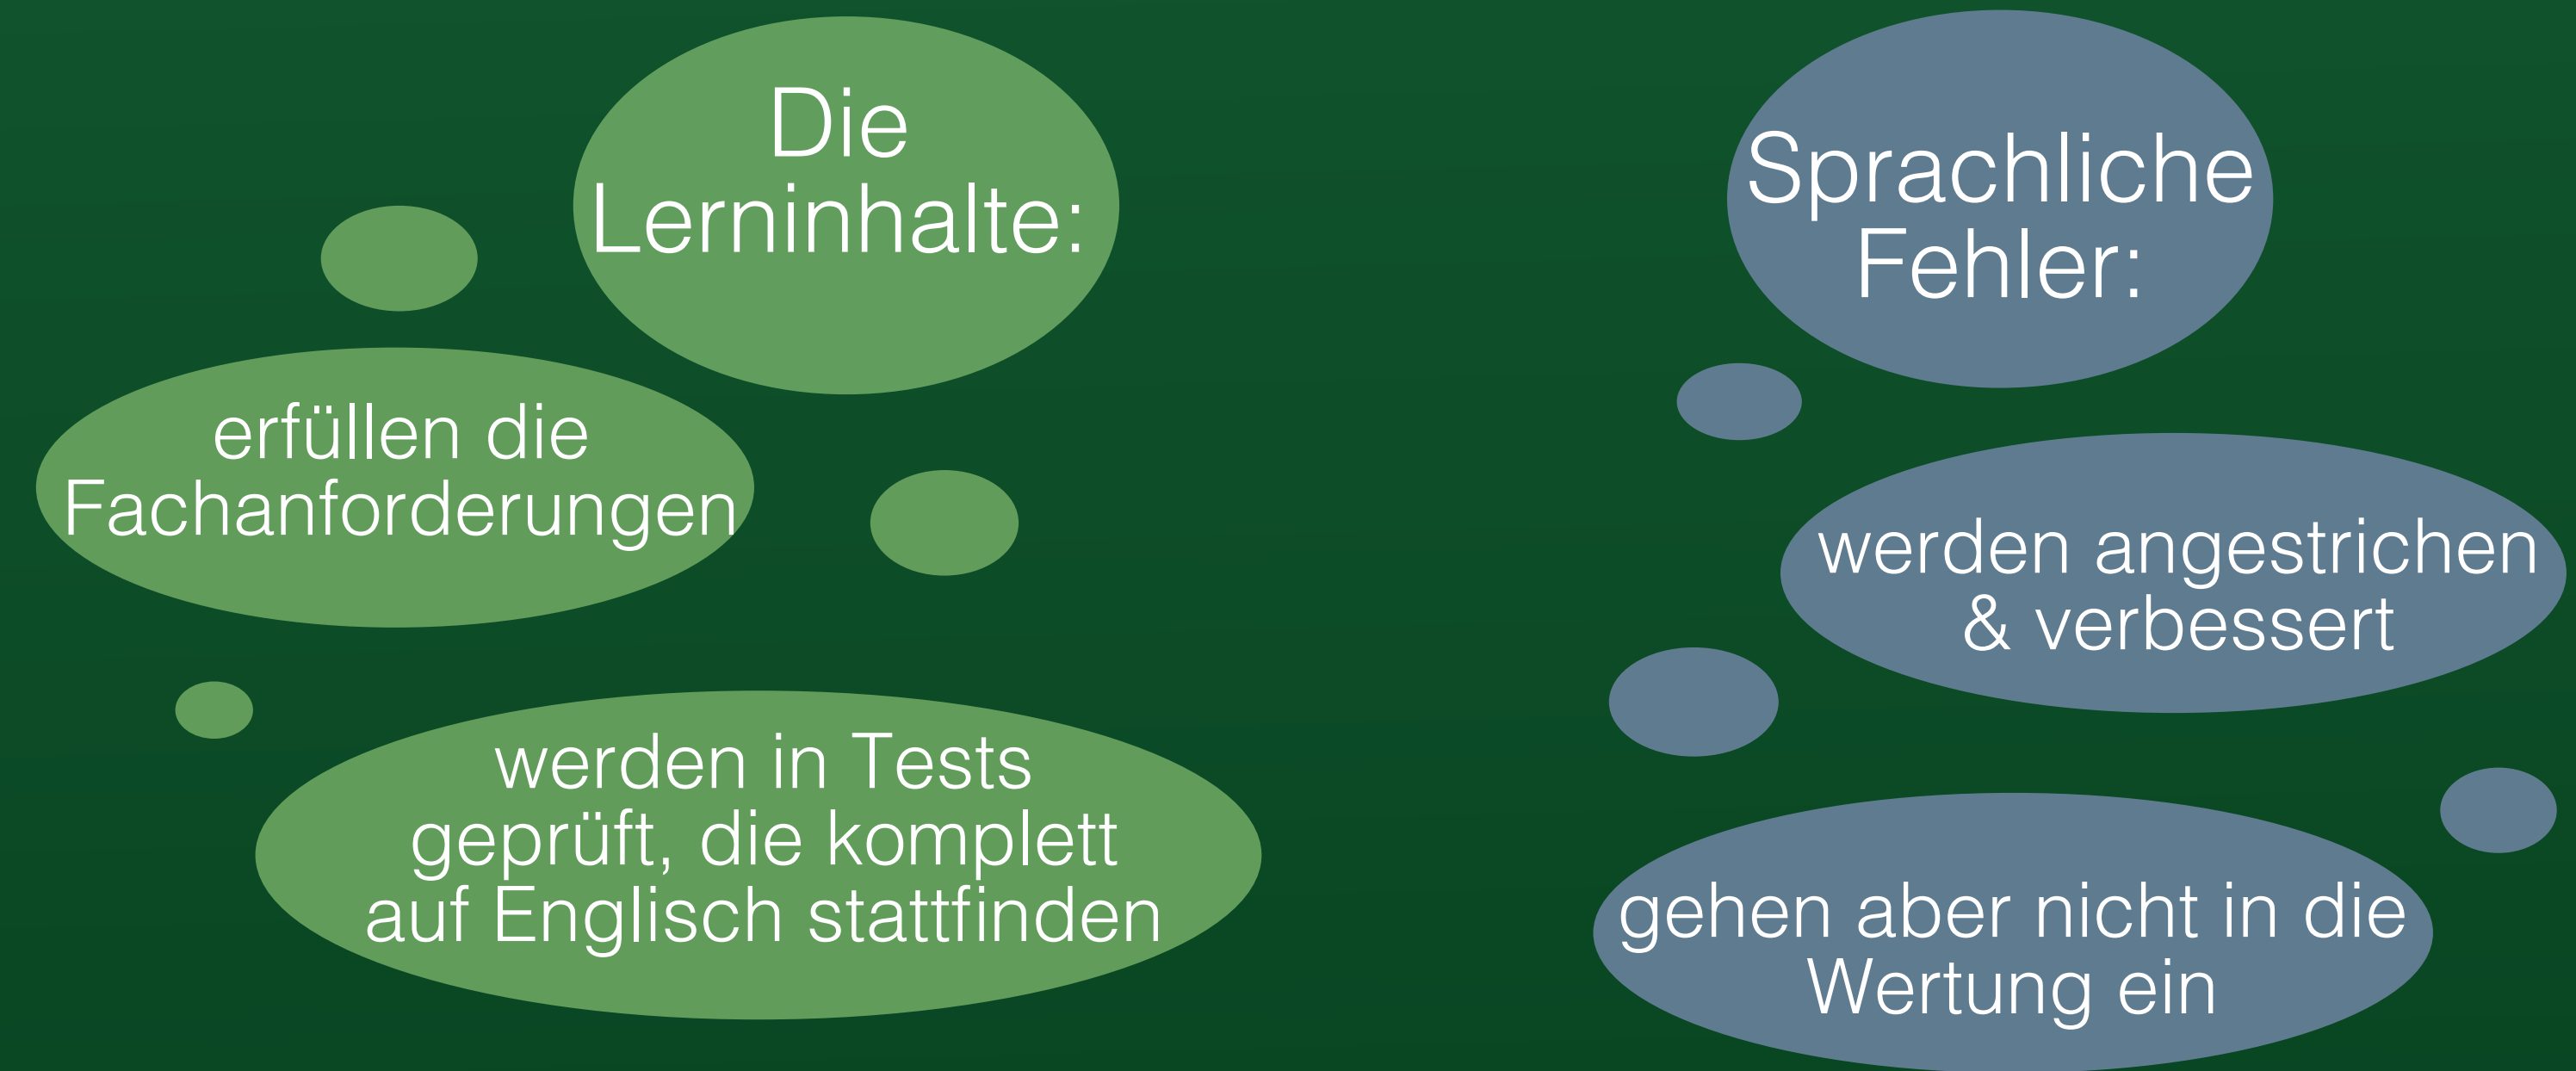 Die
Lerninhalte:
erfüllen die
Fachanforderungen
werden in Tests
geprüft, die komplett
auf Englisch stattfinden
Sprachliche
Fehler:
werden angestrichen
& verbessert
gehen aber nicht in die
Wertung ein